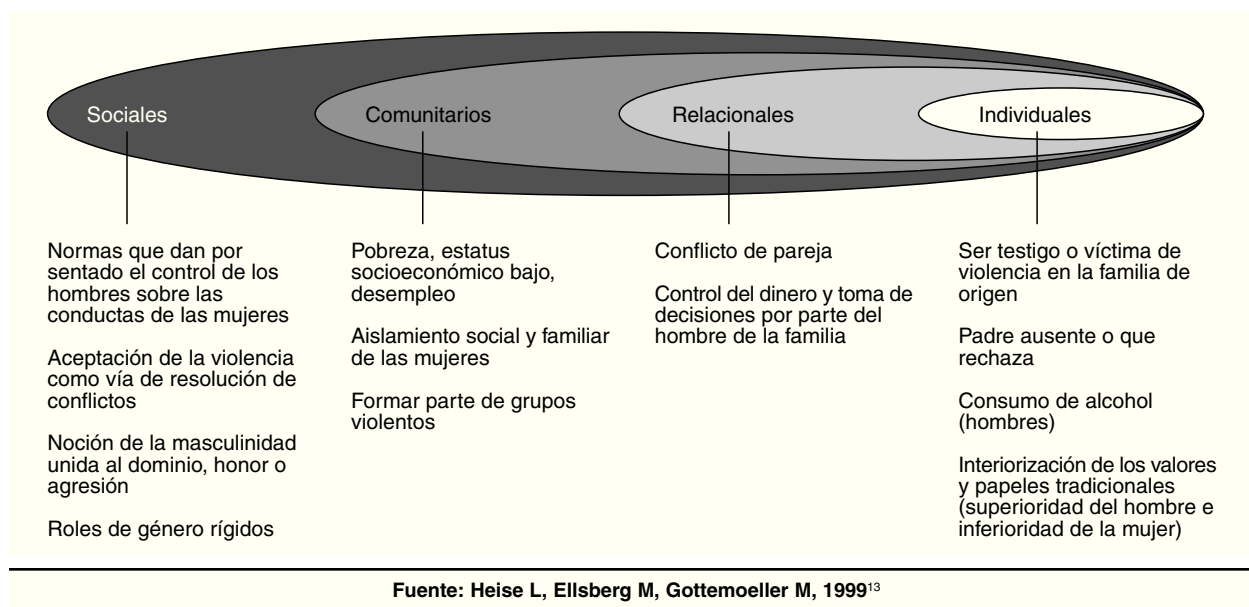 Sociales
Comunitarios
Relacionales
Individuales
Normas que dan por
sentado el control de los
hombres sobre las
conductas de las mujeres
Aceptación de la violencia
como vía de resolución de
conflictos
Noción de la masculinidad
unida al dominio, honor o
agresión
Roles de género rígidos
Pobreza, estatus
socioeconómico bajo,
desempleo
Aislamiento social y familiar
de las mujeres
Formar parte de grupos
violentos
Conflicto de pareja
Control del dinero y toma de
decisiones por parte del
hombre de la familia
Ser testigo o víctima de
violencia en la familia de
origen
Padre ausente o que
rechaza
Consumo de alcohol
(hombres)
Interiorización de los valores
y papeles tradicionales
(superioridad del hombre e
inferioridad de la mujer)
Fuente: Heise L, Ellsberg M, Gottemoeller M, 1999¹³